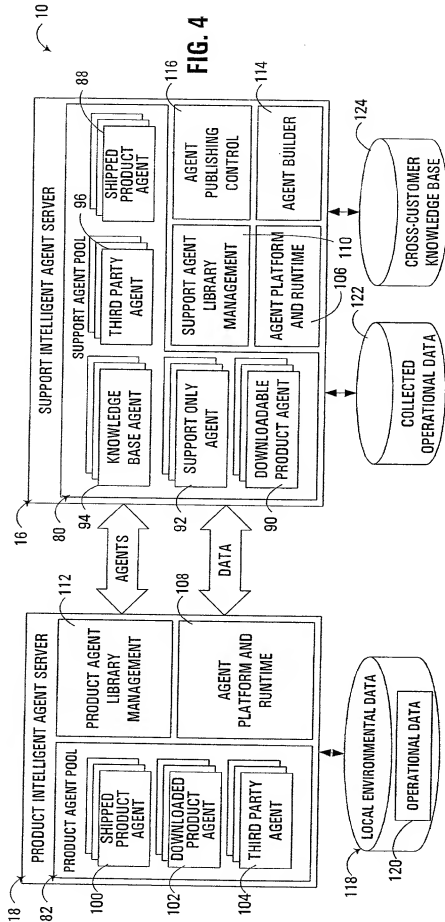 10
FIG. 4
18
PRODUCT INTELLIGENT AGENT SERVER
82
PRODUCT AGENT POOL
SHIPPED
PRODUCT
AGENT
100
DOWNLOADED
PRODUCT
AGENT
102
THIRD PARTY
AGENT
104
PRODUCT AGENT
LIBRARY
MANAGEMENT
112
AGENT
PLATFORM AND
RUNTIME
108
LOCAL ENVIRONMENTAL DATA
118
OPERATIONAL DATA
120
AGENTS
DATA
16
SUPPORT INTELLIGENT AGENT SERVER
80
SUPPORT AGENT POOL
KNOWLEDGE
BASE AGENT
94
THIRD PARTY
AGENT
96
SHIPPED
PRODUCT
AGENT
88
SUPPORT ONLY
AGENT
92
DOWNLOADABLE
PRODUCT AGENT
90
SUPPORT AGENT
LIBRARY
MANAGEMENT
110
AGENT
PUBLISHING
CONTROL
116
AGENT PLATFORM
AND RUNTIME
106
AGENT BUILDER
114
COLLECTED
OPERATIONAL DATA
122
CROSS-CUSTOMER
KNOWLEDGE BASE
124